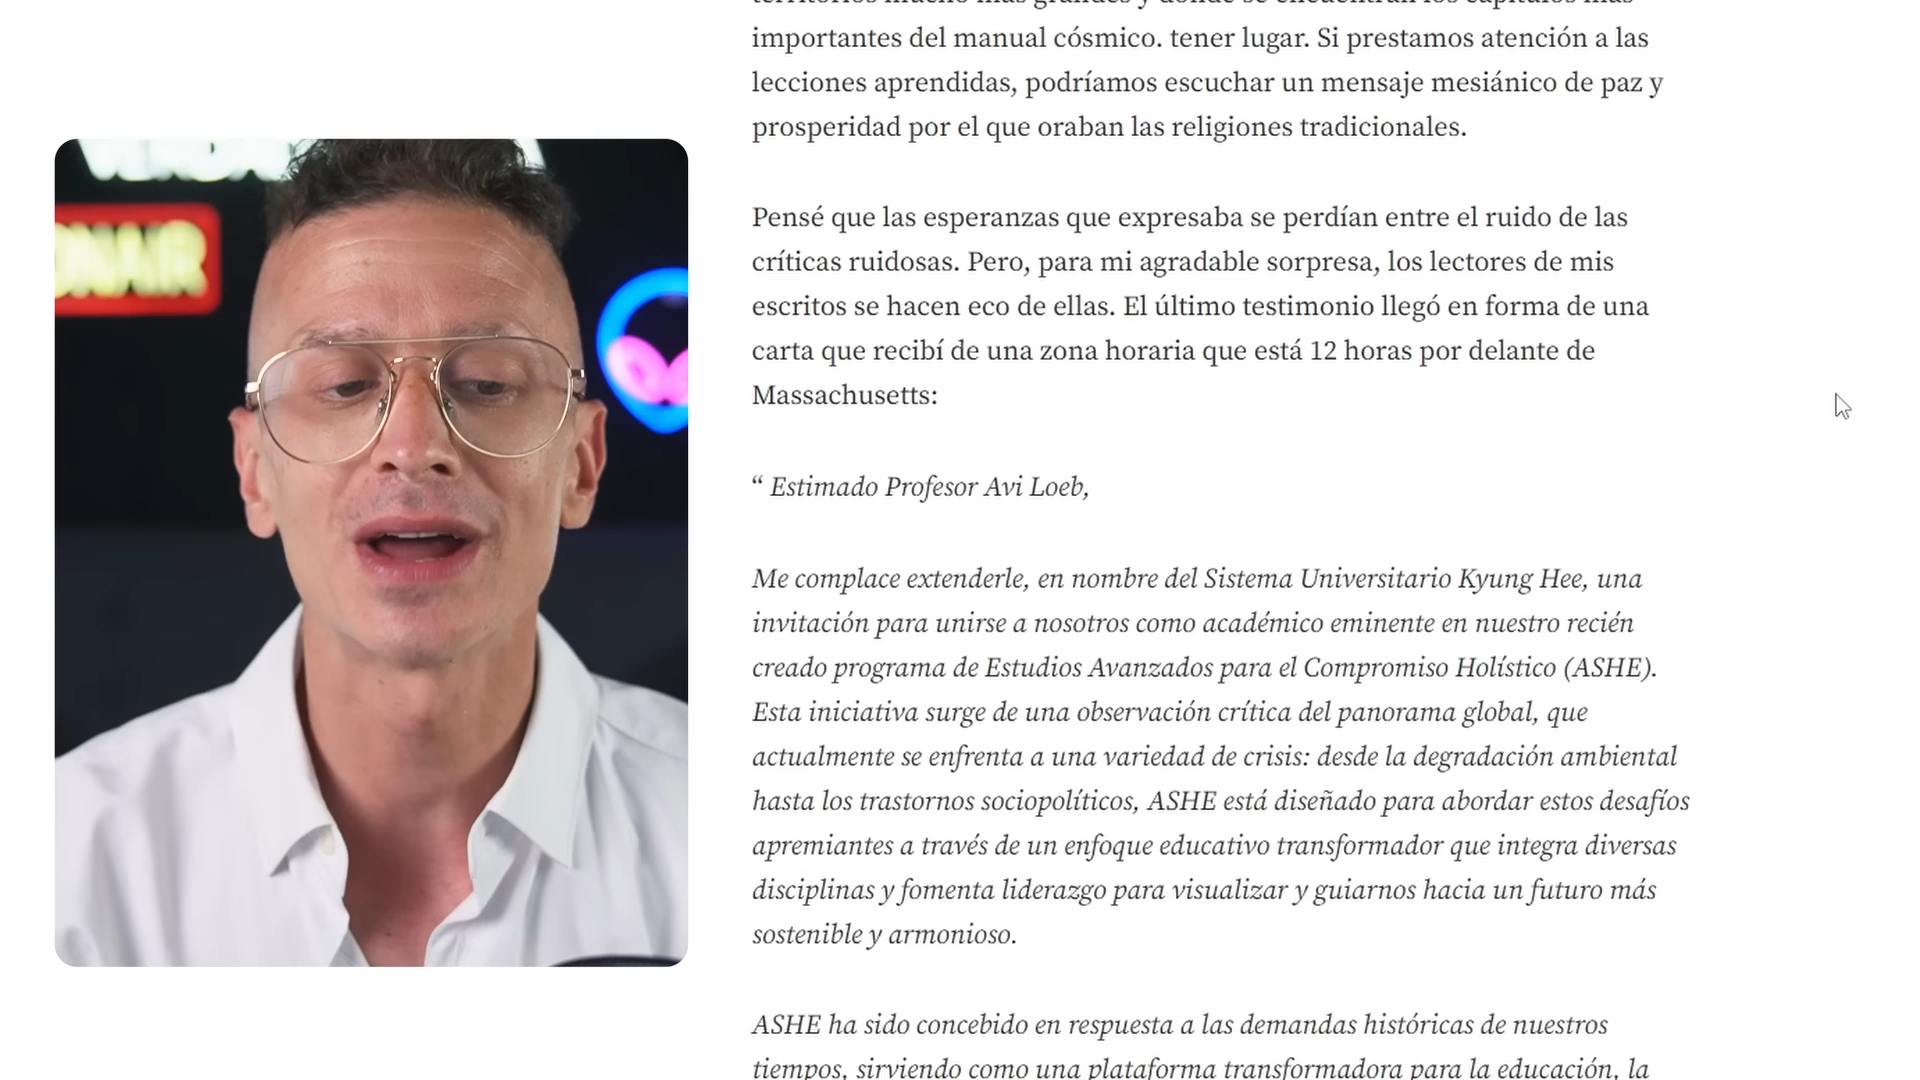 importantes del manual cósmico. tener lugar. Si prestamos atención a las
lecciones aprendidas, podríamos escuchar un mensaje mesiánico de paz y
prosperidad por el que oraban las religiones tradicionales.
Pensé que las esperanzas que expresaba se perdían entre el ruido de las
críticas ruidosas. Pero, para mi agradable sorpresa, los lectores de mis
escritos se hacen eco de ellas. El último testimonio llegó en forma de una
carta que recibí de una zona horaria que está 12 horas por delante de
Massachusetts:
“ Estimado Profesor Avi Loeb,
Me complace extenderle, en nombre del Sistema Universitario Kyung Hee, una
invitación para unirse a nosotros como académico eminente en nuestro recién
creado programa de Estudios Avanzados para el Compromiso Holístico (ASHE).
Esta iniciativa surge de una observación crítica del panorama global, que
actualmente se enfrenta a una variedad de crisis: desde la degradación ambiental
hasta los trastornos sociopolíticos, ASHE está diseñado para abordar estos desafíos
apremiantes a través de un enfoque educativo transformador que integra diversas
disciplinas y fomenta liderazgo para visualizar y guiarnos hacia un futuro más
sostenible y armonioso.
ASHE ha sido concebido en respuesta a las demandas históricas de nuestros
tiempos, sirviendo como una plataforma transformadora para la educación, la